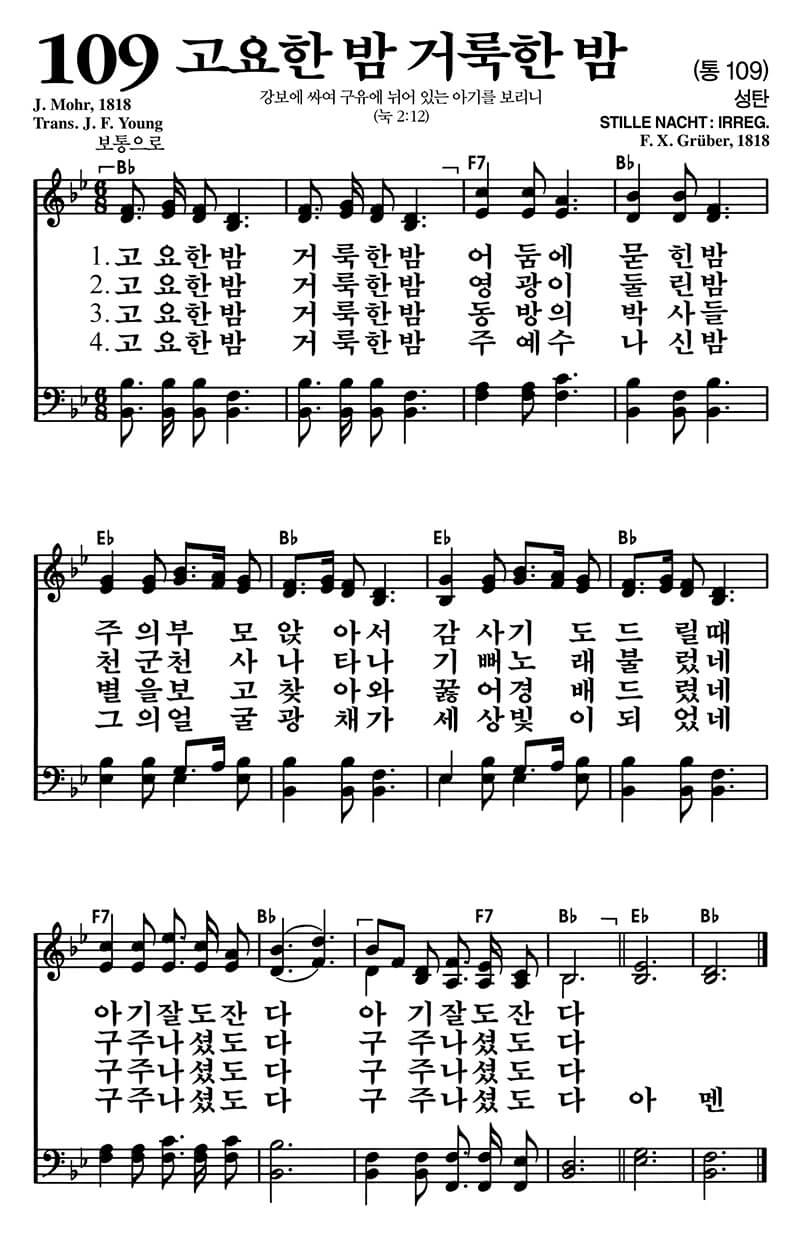 109 고요한 밤 거룩한 밤 (통 109)
강보에 싸여 구유에 뉘어 있는 아기를 보리니
(눅 2:12)
성탄
J. Mohr, 1818
Trans. J. F. Young
STILLE NACHT : IRREG.
F. X. Grüber, 1818
보통으로
B♭ F7 B♭
1. 고 요한 밤 거 룩한 밤 어 둠에 묻 힌 밤
2. 고 요한 밤 거 룩한 밤 영 광이 둘 린 밤
3. 고 요한 밤 거 룩한 밤 동 방의 박 사 들
4. 고 요한 밤 거 룩한 밤 주 예수 나 신 밤
E♭ B♭ E♭ B♭
주 의 부 모 앉 아 서 감 사 기 도 드 릴 때
천 군 천 사 나 타 나 기 뻐 노 래 불 렀 네
별 을 보 고 찾 아 와 꿇 어 경 배 드 렸 네
그 의 얼 굴 광 채 가 세 상 빛 이 되 었 네
F7 B♭ F7 B♭ E♭ B♭
아 기 잘 도 잔 다 아 기 잘 도 잔 다
구 주 나 셨 도 다 구 주 나 셨 도 다
구 주 나 셨 도 다 구 주 나 셨 도 다
구 주 나 셨 도 다 구 주 나 셨 도 다 아 멘